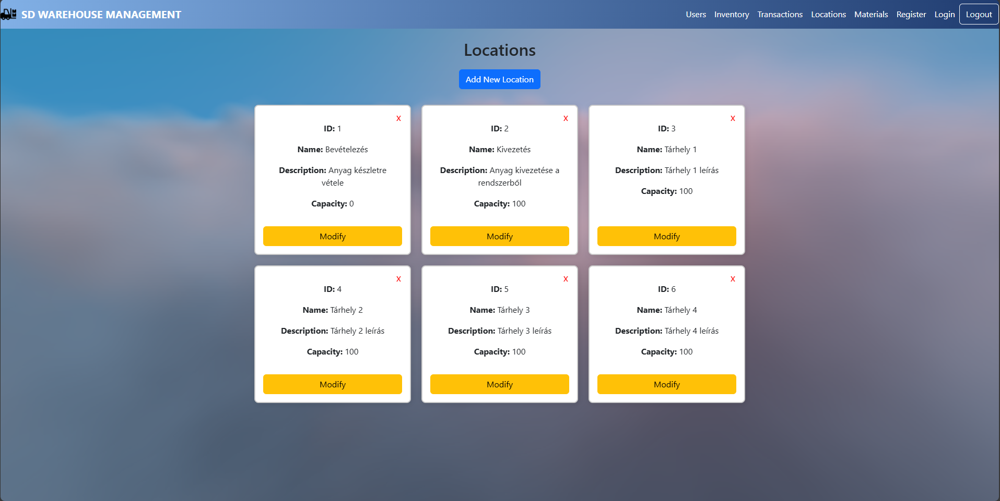 SD WAREHOUSE MANAGEMENT
Users Inventory Transactions Locations Materials Register Login Logout
Locations
Add New Location
X
ID: 1
Name: Bevételezés
Description: Anyag készletre
vétele
Capacity: 0
Modify
X
ID: 2
Name: Kivezetés
Description: Anyag kivezetése a
rendszerből
Capacity: 100
Modify
X
ID: 3
Name: Tárhely 1
Description: Tárhely 1 leírás
Capacity: 100
Modify
X
ID: 4
Name: Tárhely 2
Description: Tárhely 2 leírás
Capacity: 100
Modify
X
ID: 5
Name: Tárhely 3
Description: Tárhely 3 leírás
Capacity: 100
Modify
X
ID: 6
Name: Tárhely 4
Description: Tárhely 4 leírás
Capacity: 100
Modify